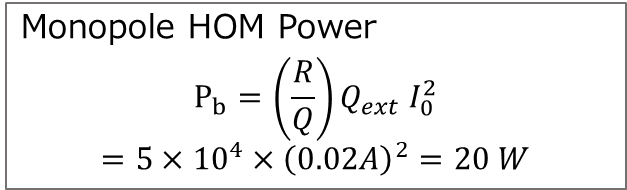 Monopole HOM Power
P_b = (R/Q) Q_ext I_0^2
= 5 × 10^4 × (0.02A)^2 = 20 W